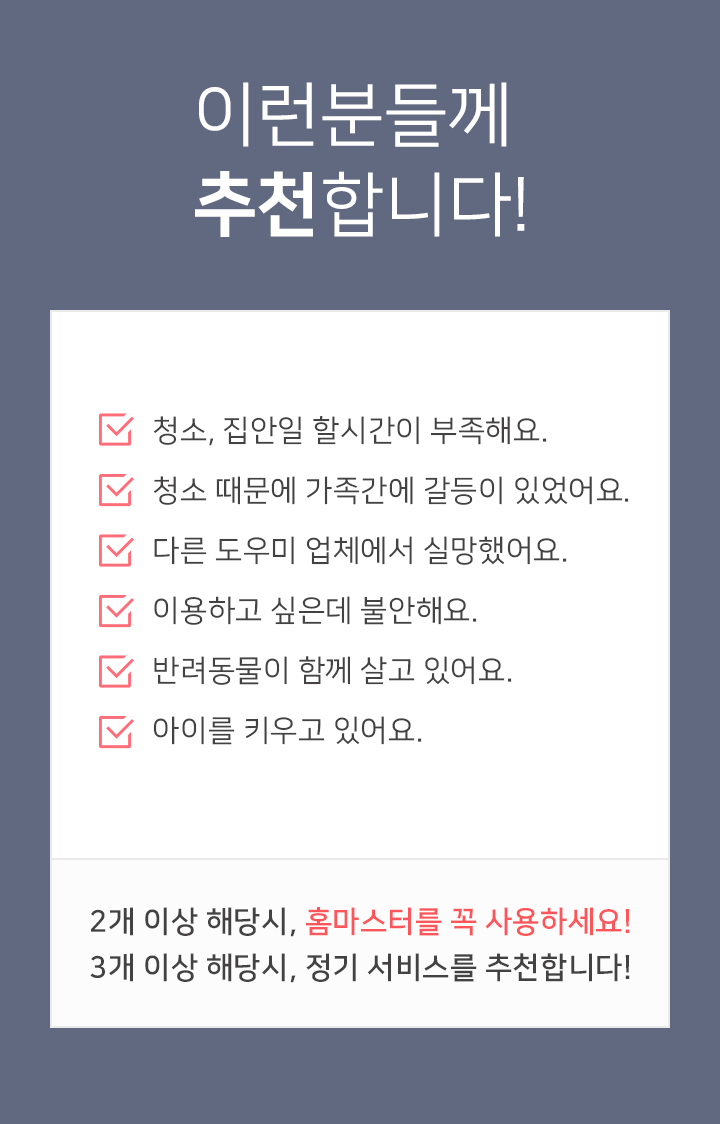 이런분들께
추천합니다!
청소, 집안일 할시간이 부족해요.
청소 때문에 가족간에 갈등이 있었어요.
다른 도우미 업체에서 실망했어요.
이용하고 싶은데 불안해요.
반려동물이 함께 살고 있어요.
아이를 키우고 있어요.
2개 이상 해당시, 홈마스터를 꼭 사용하세요!
3개 이상 해당시, 정기 서비스를 추천합니다!